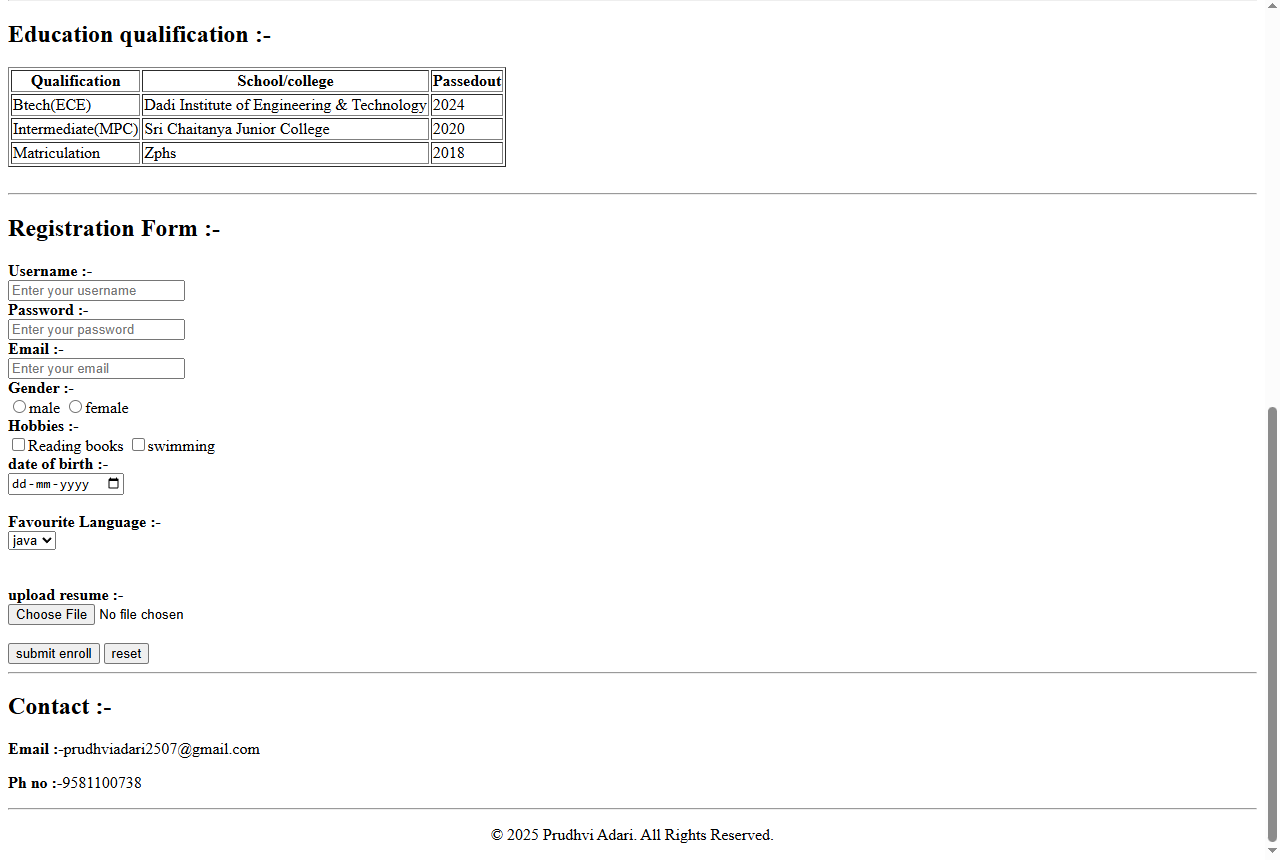 Education qualification :-
Qualification School/college Passedout
Btech(ECE) Dadi Institute of Engineering & Technology 2024
Intermediate(MPC) Sri Chaitanya Junior College 2020
Matriculation Zphs 2018
Registration Form :-
Username :-
Enter your username
Password :-
Enter your password
Email :-
Enter your email
Gender :-
male female
Hobbies :-
Reading books swimming
date of birth :-
dd-mm-yyyy
Favourite Language :-
java
upload resume :-
Choose File No file chosen
submit enroll reset
Contact :-
Email :-prudhviadari2507@gmail.com
Ph no :-9581100738
© 2025 Prudhvi Adari. All Rights Reserved.